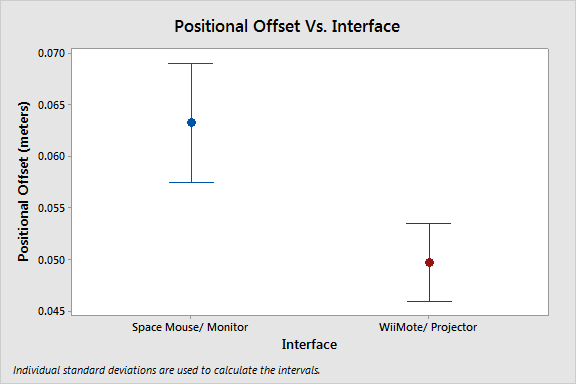 Positional Offset Vs. Interface
0.070
0.065
0.060
0.055
0.050
0.045
Positional Offset (meters)
Space Mouse/ Monitor
WiiMote/ Projector
Interface
Individual standard deviations are used to calculate the intervals.